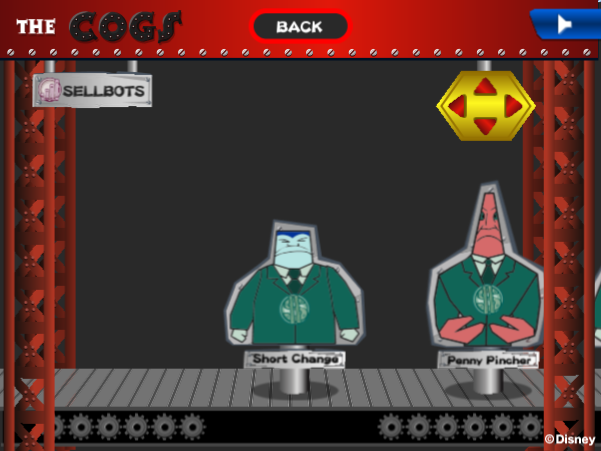 THE COGS
BACK
SELLBOTS
Short Change
Penny Pincher
©Disney